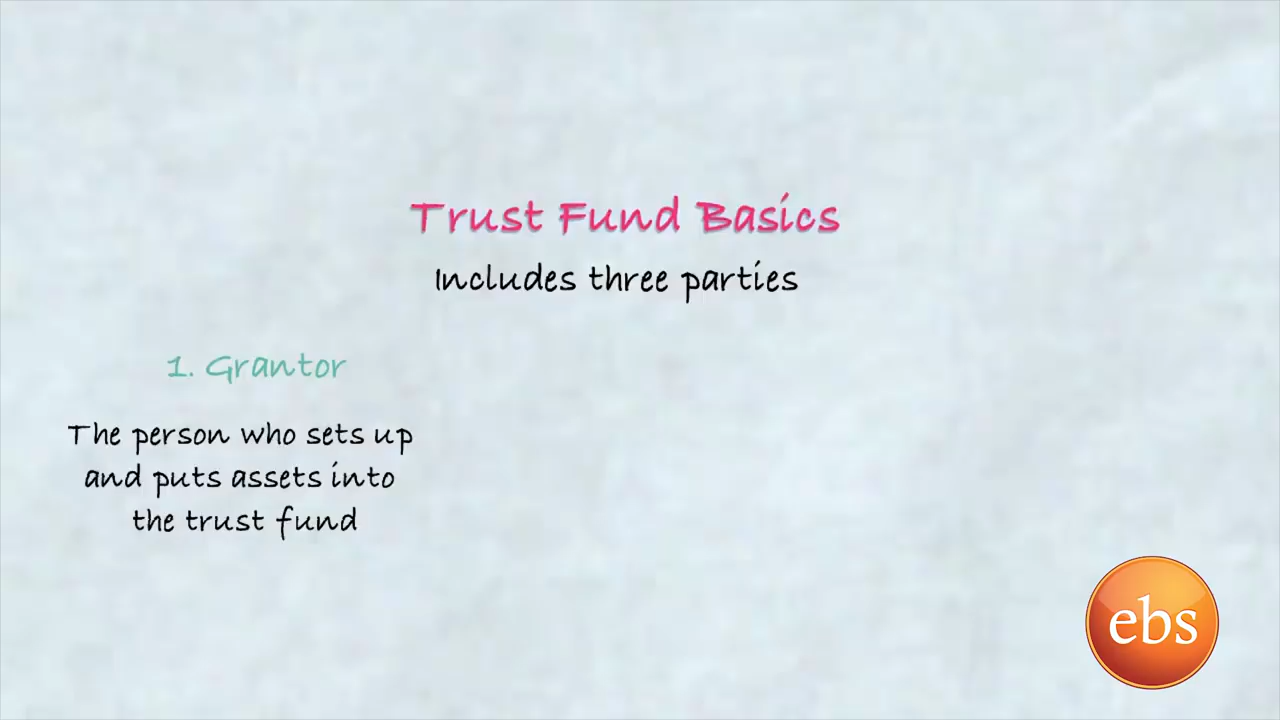 Trust Fund Basics
Includes three parties
1. Grantor
The person who sets up
and puts assets into
the trust fund
ebs